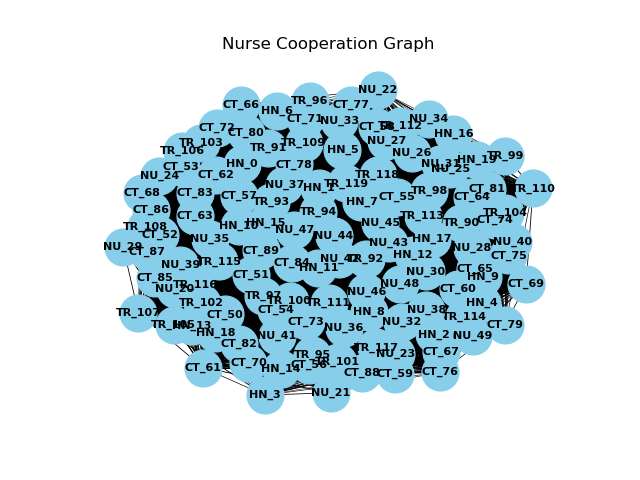 Nurse Cooperation Graph
NU_22
CT_66
HN_6
TR_96
CT_77
CT_71
NU_33
NU_34
CT_72
CT_80
TR_112
HN_16
TR_103
TR_91
TR_109
HN_5
NU_27
NU_26
TR_106
CT_53
HN_0
CT_78
NU_31
NU_25
HN_19
TR_99
NU_24
CT_62
NU_37
TR_119
TR_118
CT_68
CT_83
CT_57
TR_93
HN_7
CT_55
TR_98
CT_64
CT_81
TR_110
CT_86
CT_63
TR_94
TR_113
TR_90
CT_74
TR_104
TR_108
CT_52
NU_35
HN_15
NU_47
NU_44
NU_45
NU_43
HN_17
NU_28
NU_40
NU_29
CT_87
NU_39
TR_115
CT_89
CT_84
HN_11
TR_92
HN_12
CT_75
CT_85
NU_20
TR_116
CT_51
NU_30
CT_65
HN_9
CT_69
TR_107
TR_102
TR_97
TR_100
TR_111
NU_46
NU_48
CT_60
HN_4
HN_13
CT_50
CT_54
CT_73
HN_8
NU_32
NU_38
TR_114
CT_79
HN_18
CT_82
NU_41
NU_36
HN_2
NU_49
CT_61
CT_70
HN_14
TR_95
TR_101
TR_117
NU_23
CT_67
CT_88
CT_59
CT_76
HN_3
NU_21